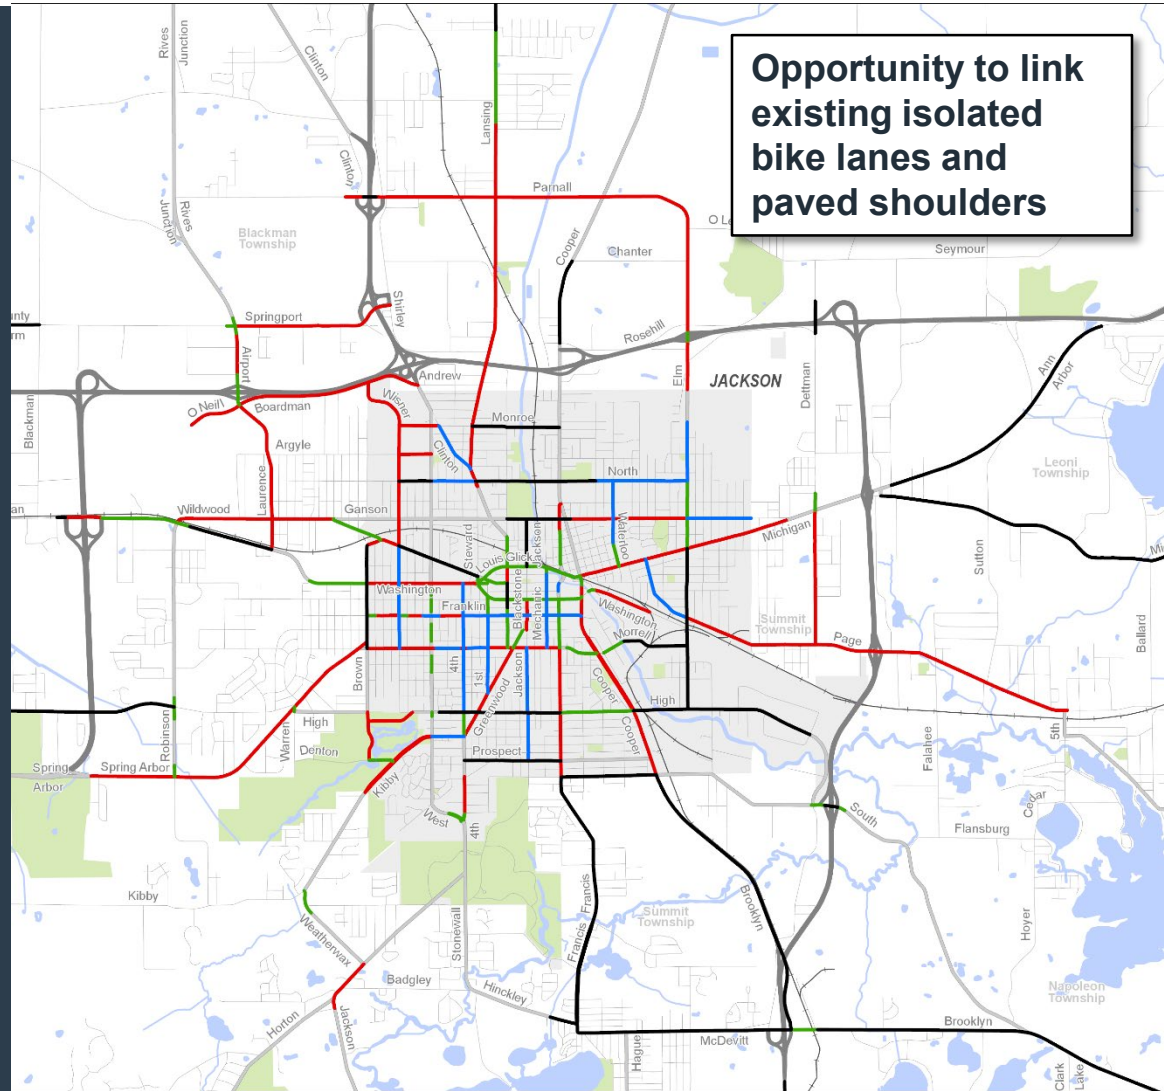 Opportunity to link
existing isolated
bike lanes and
paved shoulders
Rives
Junction
Clinton
Lansing
Clinton
Parnall
Rives
Junction
Blackman
Township
Cooper
Chanter
Seymour
Springport
Shirley
Rosehill
Airport
Andrew
Elm
JACKSON
Dettman
Ann
Arbor
O Neill
Boardman
Wisner
Monroe
Blackman
Argyle
Clinton
North
Leoni
Township
Laurence
Wildwood
Ganson
Steward
Jackson
Waterloo
Michigan
Louis Glick
Sutton
Washington
Franklin
Blackstone
Mechanic
Washington
Summit
Township
Ballard
Morrell
Page
Brown
4th
1st
Greenwood
Jackson
Cooper
High
Cooper
Robinson
Warren
High
Denton
Prospect
Falahee
5th
Spring
Arbor
Spring Arbor
Kibby
West
4th
South
Cedar
Flansburg
Kibby
Weatherwax
Stonewall
Francis
Francis
Summit
Township
Brooklyn
Hoyer
Badgley
Hinckley
Napoleon
Township
Horton
Jackson
Hague
McDevitt
Brooklyn
Clark
Lake